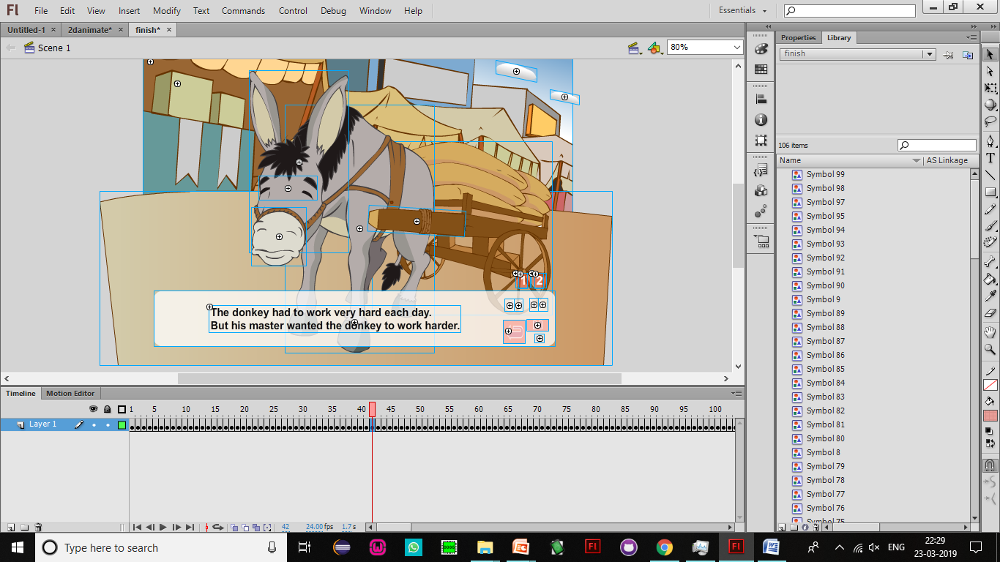 Fl File Edit View Insert Modify Text Commands Control Debug Window Help Essentials
Untitled-1 × 2danimate* × finish* ×
Scene 1 80%
Properties Library
finish
106 items
Name AS Linkage
Symbol 99
Symbol 98
Symbol 97
Symbol 95
Symbol 94
Symbol 93
Symbol 92
Symbol 91
Symbol 90
Symbol 9
Symbol 89
Symbol 88
Symbol 87
Symbol 86
Symbol 85
Symbol 84
Symbol 83
Symbol 82
Symbol 81
Symbol 80
Symbol 8
Symbol 79
Symbol 78
Symbol 77
Symbol 76
Symbol 75
1 2
The donkey had to work very hard each day.
But his master wanted the donkey to work harder.
Timeline Motion Editor
1 5 10 15 20 25 30 35 40 45 50 55 60 65 70 75 80 85 90 95 100
Layer 1
42 24.00 fps 1.7 s
Type here to search
8085
Fl
Fl
ENG
22:29
23-03-2019